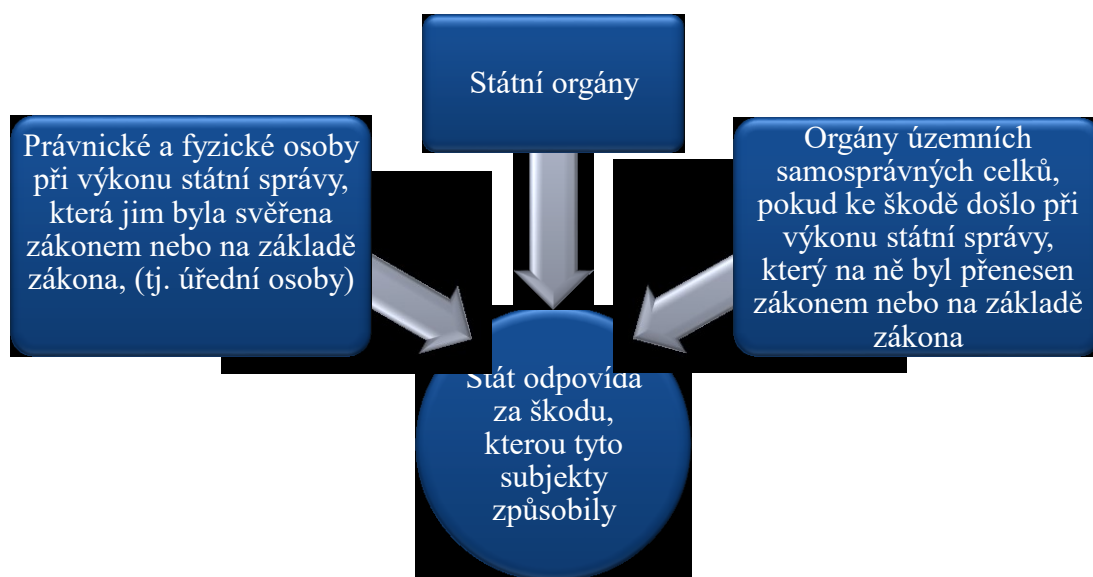 Státní orgány
Právnické a fyzické osoby
při výkonu státní správy,
která jim byla svěřena
zákonem nebo na základě
zákona, (tj. úřední osoby)
Orgány územních
samosprávných celků,
pokud ke škodě došlo při
výkonu státní správy,
který na ně byl přenesen
zákonem nebo na základě
zákona
Stát odpovídá
za škodu,
kterou tyto
subjekty
způsobily